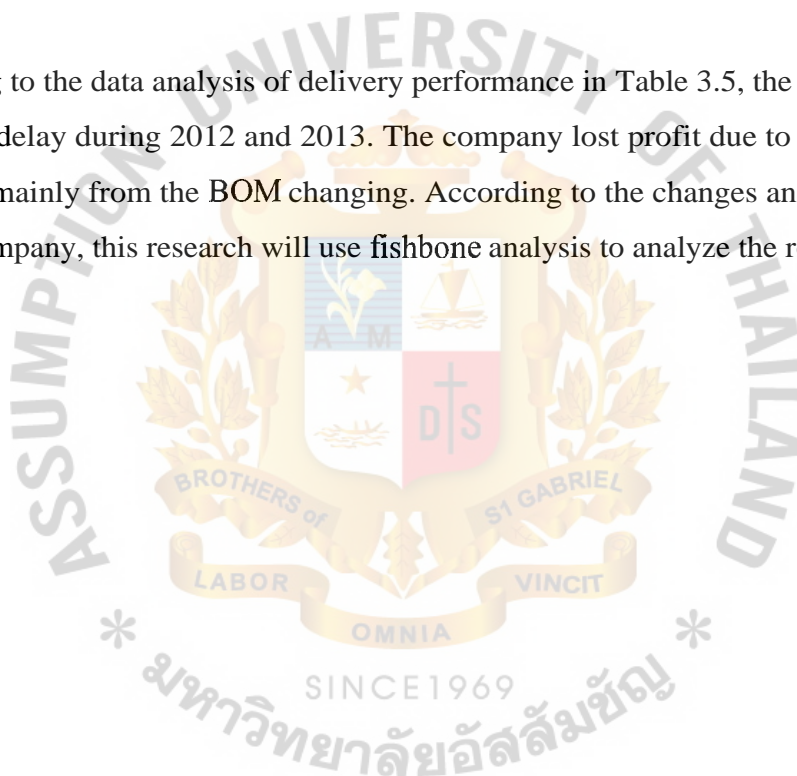 g to the data analysis of delivery performance in Table 3.5, the
delay during 2012 and 2013. The company lost profit due to
mainly from the BOM changing. According to the changes an
mpany, this research will use fishbone analysis to analyze the r
ASSUMPTION UNIVERSITY OF THAILAND
A M
D S
BROTHERS of
S1 GABRIEL
LABOR
VINCIT
OMNIA
SINCE1969
* มหาวิทยาลัยอัสสัมชัญ *